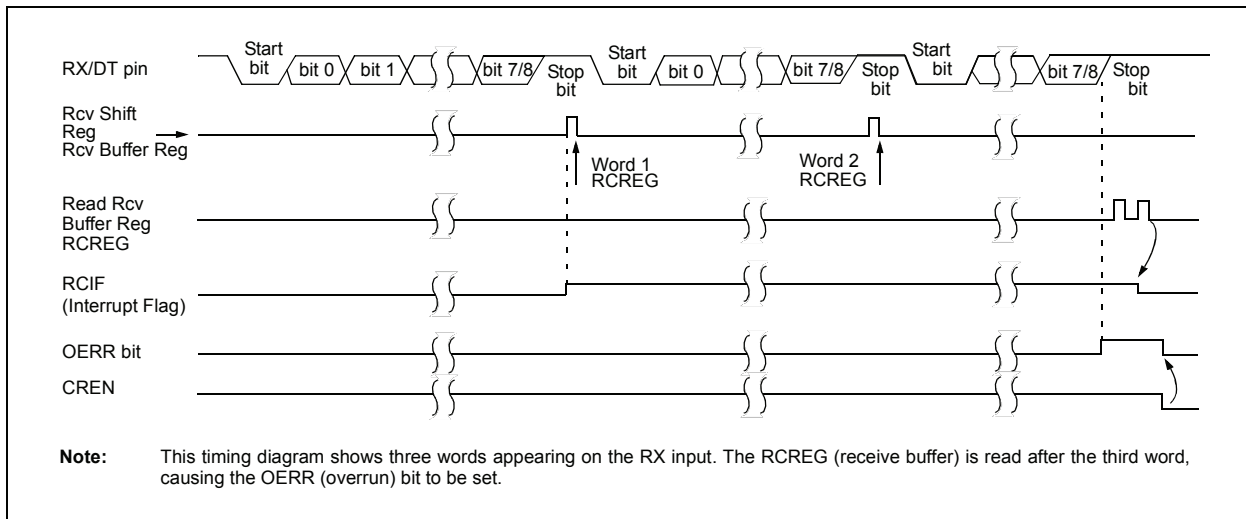 RX/DT pin
Start
bit
bit 0
bit 1
bit 7/8
Stop
bit
Start
bit
bit 0
bit 7/8
Stop
bit
Start
bit
bit 7/8
Stop
bit
Rcv Shift
Reg
Rcv Buffer Reg
Word 1
RCREG
Word 2
RCREG
Read Rcv
Buffer Reg
RCREG
RCIF
(Interrupt Flag)
OERR bit
CREN
Note: This timing diagram shows three words appearing on the RX input. The RCREG (receive buffer) is read after the third word,
causing the OERR (overrun) bit to be set.